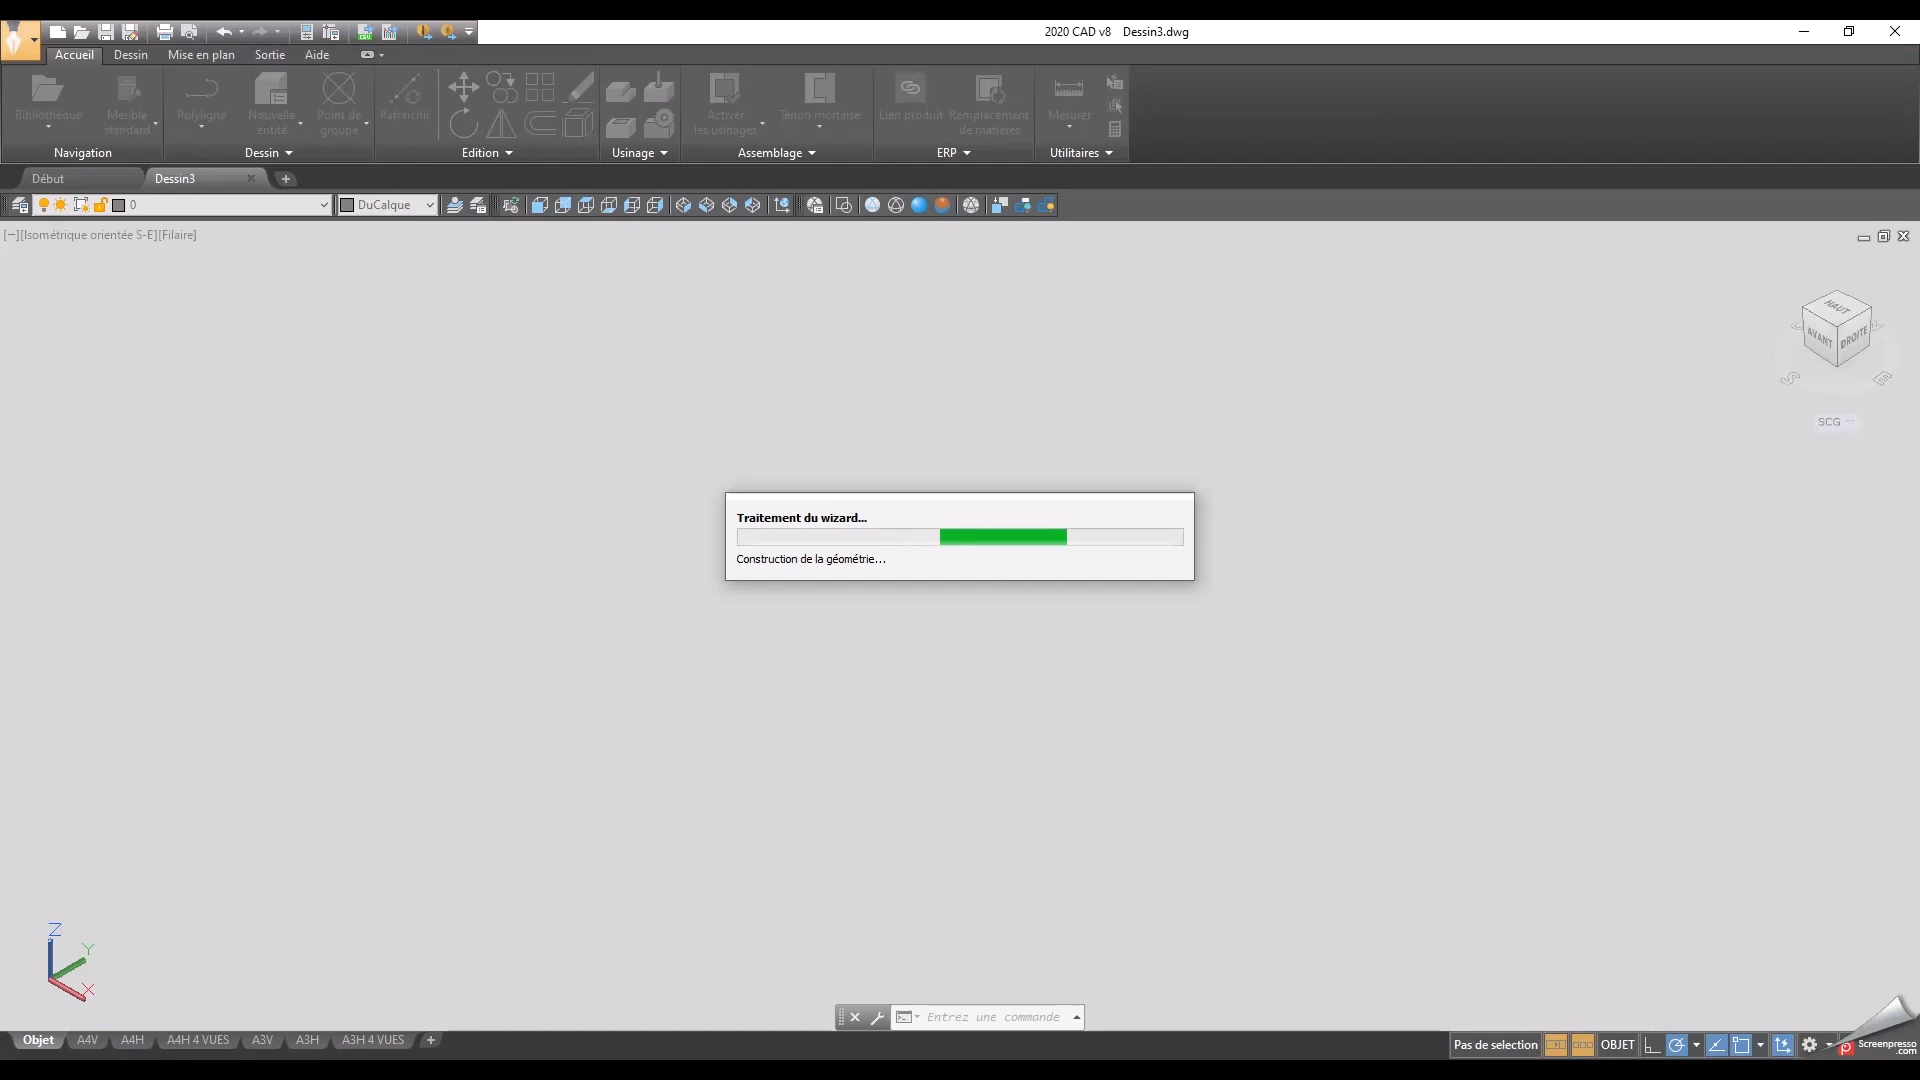 2020 CAD v8 Dessin3.dwg
Accueil Dessin Mise en plan Sortie Aide
Bibliothèque
Meuble
standard
Polyligne
Nouvelle
entité
Point de
groupe
Rafraîchir
Activer
les usinages
Tenon mortaise
Lien produit
Remplacement
de matières
Mesurer
Navigation Dessin Edition Usinage Assemblage ERP Utilitaires
Début Dessin3
0 DuCalque
[−][Isométrique orientée S-E][Filaire]
HAUT
AVANT DROITE
S E
SCG
Traitement du wizard...
Construction de la géométrie...
Z
Y
X
Entrez une commande
Objet A4V A4H A4H 4 VUES A3V A3H A3H 4 VUES +
Pas de selection OBJET
Screenpresso
.com